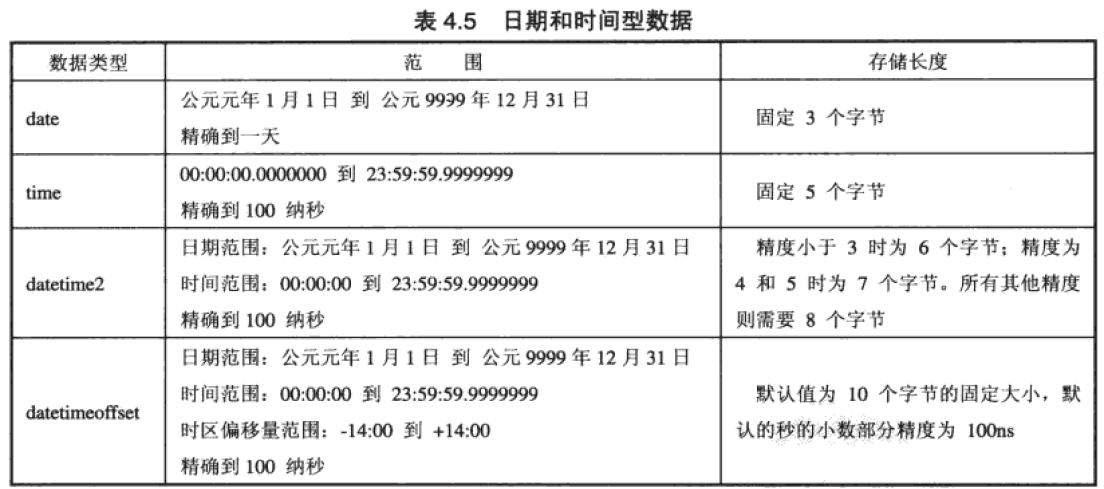 表 4.5 日期和时间型数据
数据类型 范 围 存储长度
date
公元元年 1 月 1 日 到 公元 9999 年 12 月 31 日
精确到一天
固定 3 个字节
time
00:00:00.0000000 到 23:59:59.9999999
精确到 100 纳秒
固定 5 个字节
datetime2
日期范围：公元元年 1 月 1 日 到 公元 9999 年 12 月 31 日
时间范围：00:00:00 到 23:59:59.9999999
精确到 100 纳秒
精度小于 3 时为 6 个字节；精度为
4 和 5 时为 7 个字节。所有其他精度
则需要 8 个字节
datetimeoffset
日期范围：公元元年 1 月 1 日 到 公元 9999 年 12 月 31 日
时间范围：00:00:00 到 23:59:59.9999999
时区偏移量范围：-14:00 到 +14:00
精确到 100 纳秒
默认值为 10 个字节的固定大小，默
认的秒的小数部分精度为 100ns